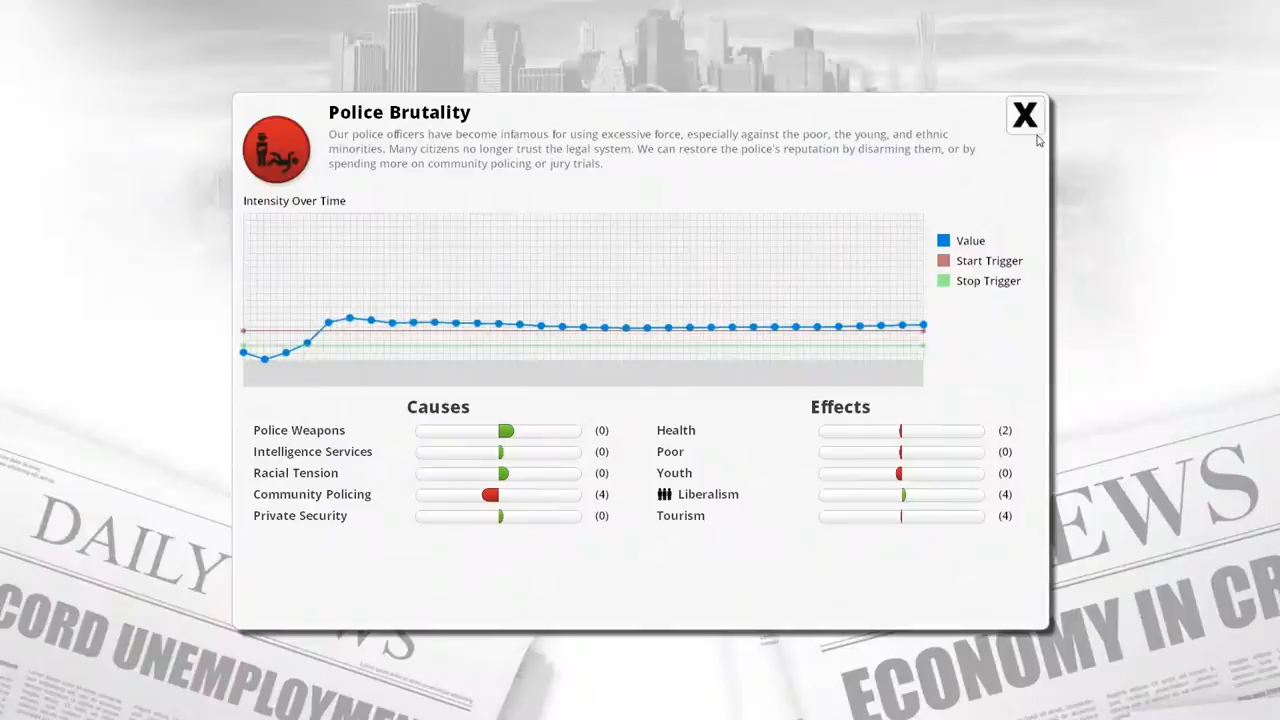 Police Brutality
X
Our police officers have become infamous for using excessive force, especially against the poor, the young, and ethnic
minorities. Many citizens no longer trust the legal system. We can restore the police's reputation by disarming them, or by
spending more on community policing or jury trials.
Intensity Over Time
Value
Start Trigger
Stop Trigger
Causes
Effects
Police Weapons (0)
Health (2)
Intelligence Services (0)
Poor (0)
Racial Tension (0)
Youth (0)
Community Policing (4)
Liberalism (4)
Private Security (0)
Tourism (4)
DAILY
EWS
CORD UNEMPLOYME
WS
ECONOMY IN CR